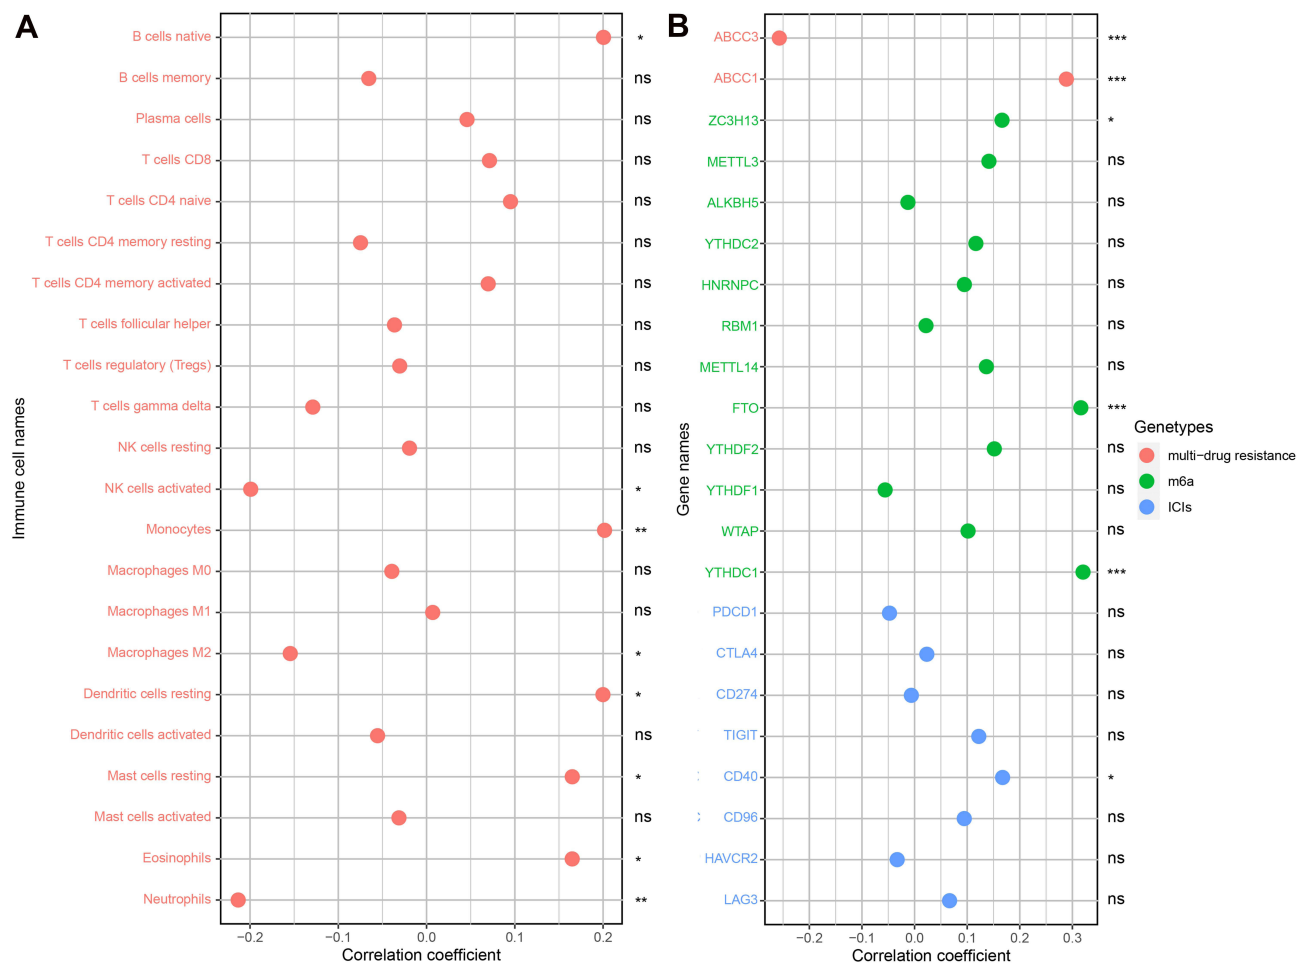 A
B cells native *
B cells memory ns
Plasma cells ns
T cells CD8 ns
T cells CD4 naive ns
T cells CD4 memory resting ns
T cells CD4 memory activated ns
T cells follicular helper ns
T cells regulatory (Tregs) ns
T cells gamma delta ns
NK cells resting ns
NK cells activated *
Monocytes **
Macrophages M0 ns
Macrophages M1 ns
Macrophages M2 *
Dendritic cells resting *
Dendritic cells activated ns
Mast cells resting *
Mast cells activated ns
Eosinophils *
Neutrophils **
Immune cell names
−0.2 −0.1 0.0 0.1 0.2
Correlation coefficient
B
ABCC3 ***
ABCC1 ***
ZC3H13 *
METTL3 ns
ALKBH5 ns
YTHDC2 ns
HNRNPC ns
RBM1 ns
METTL14 ns
FTO ***
YTHDF2 ns
YTHDF1 ns
WTAP ns
YTHDC1 ***
PDCD1 ns
CTLA4 ns
CD274 ns
TIGIT ns
CD40 *
CD96 ns
HAVCR2 ns
LAG3 ns
Gene names
−0.2 −0.1 0.0 0.1 0.2 0.3
Correlation coefficient
Genetypes
multi−drug resistance
m6a
ICIs